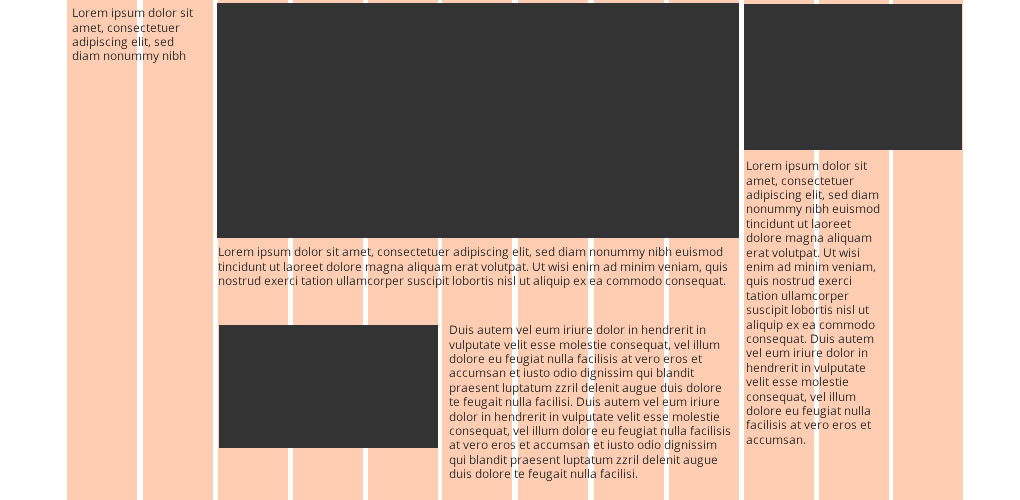 Lorem ipsum dolor sit
amet, consectetuer
adipiscing elit, sed
diam nonummy nibh
Lorem ipsum dolor sit amet, consectetuer adipiscing elit, sed diam nonummy nibh euismod
tincidunt ut laoreet dolore magna aliquam erat volutpat. Ut wisi enim ad minim veniam, quis
nostrud exerci tation ullamcorper suscipit lobortis nisl ut aliquip ex ea commodo consequat.
Duis autem vel eum iriure dolor in hendrerit in
vulputate velit esse molestie consequat, vel illum
dolore eu feugiat nulla facilisis at vero eros et
accumsan et iusto odio dignissim qui blandit
praesent luptatum zzril delenit augue duis dolore
te feugait nulla facilisi. Duis autem vel eum iriure
dolor in hendrerit in vulputate velit esse molestie
consequat, vel illum dolore eu feugiat nulla facilisis
at vero eros et accumsan et iusto odio dignissim
qui blandit praesent luptatum zzril delenit augue
duis dolore te feugait nulla facilisi.
Lorem ipsum dolor sit
amet, consectetuer
adipiscing elit, sed diam
nonummy nibh euismod
tincidunt ut laoreet
dolore magna aliquam
erat volutpat. Ut wisi
enim ad minim veniam,
quis nostrud exerci
tation ullamcorper
suscipit lobortis nisl ut
aliquip ex ea commodo
consequat. Duis autem
vel eum iriure dolor in
hendrerit in vulputate
velit esse molestie
consequat, vel illum
dolore eu feugiat nulla
facilisis at vero eros et
accumsan.